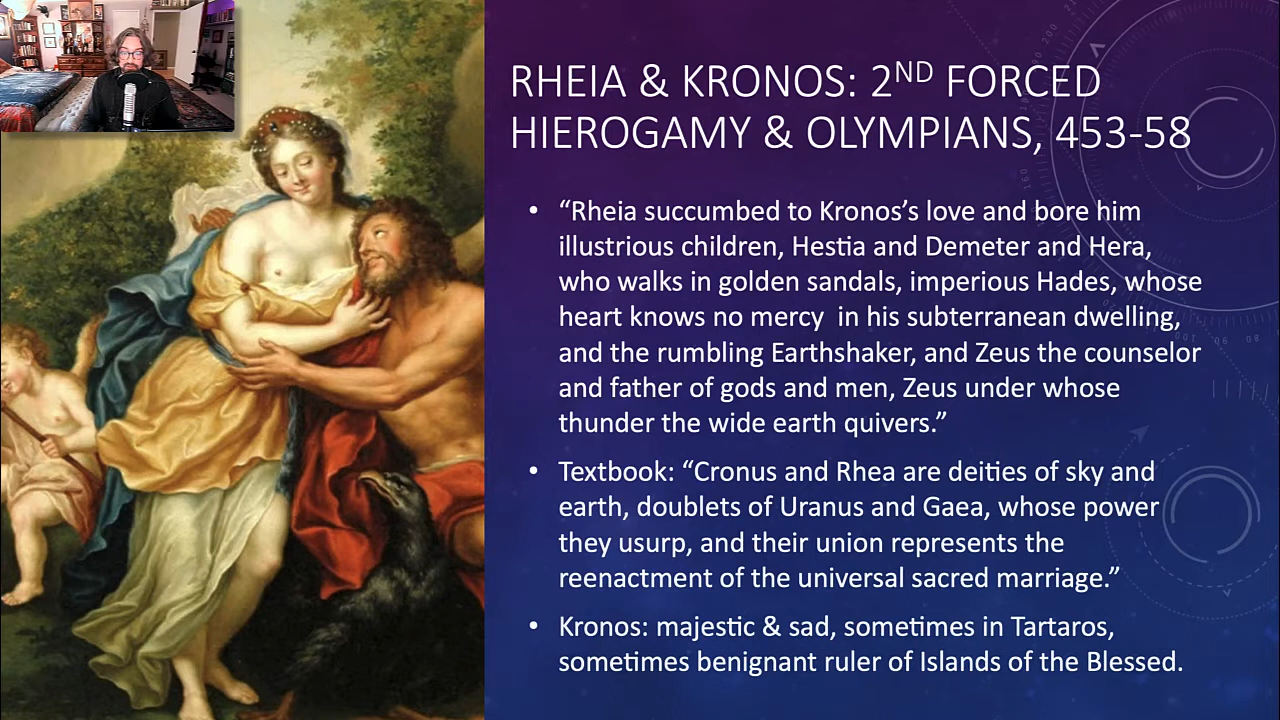 RHEIA & KRONOS: 2ND FORCED
HIEROGAMY & OLYMPIANS, 453-58
• “Rheia succumbed to Kronos’s love and bore him
illustrious children, Hestia and Demeter and Hera,
who walks in golden sandals, imperious Hades, whose
heart knows no mercy  in his subterranean dwelling,
and the rumbling Earthshaker, and Zeus the counselor
and father of gods and men, Zeus under whose
thunder the wide earth quivers.”
• Textbook: “Cronus and Rhea are deities of sky and
earth, doublets of Uranus and Gaea, whose power
they usurp, and their union represents the
reenactment of the universal sacred marriage.”
• Kronos: majestic & sad, sometimes in Tartaros,
sometimes benignant ruler of Islands of the Blessed.